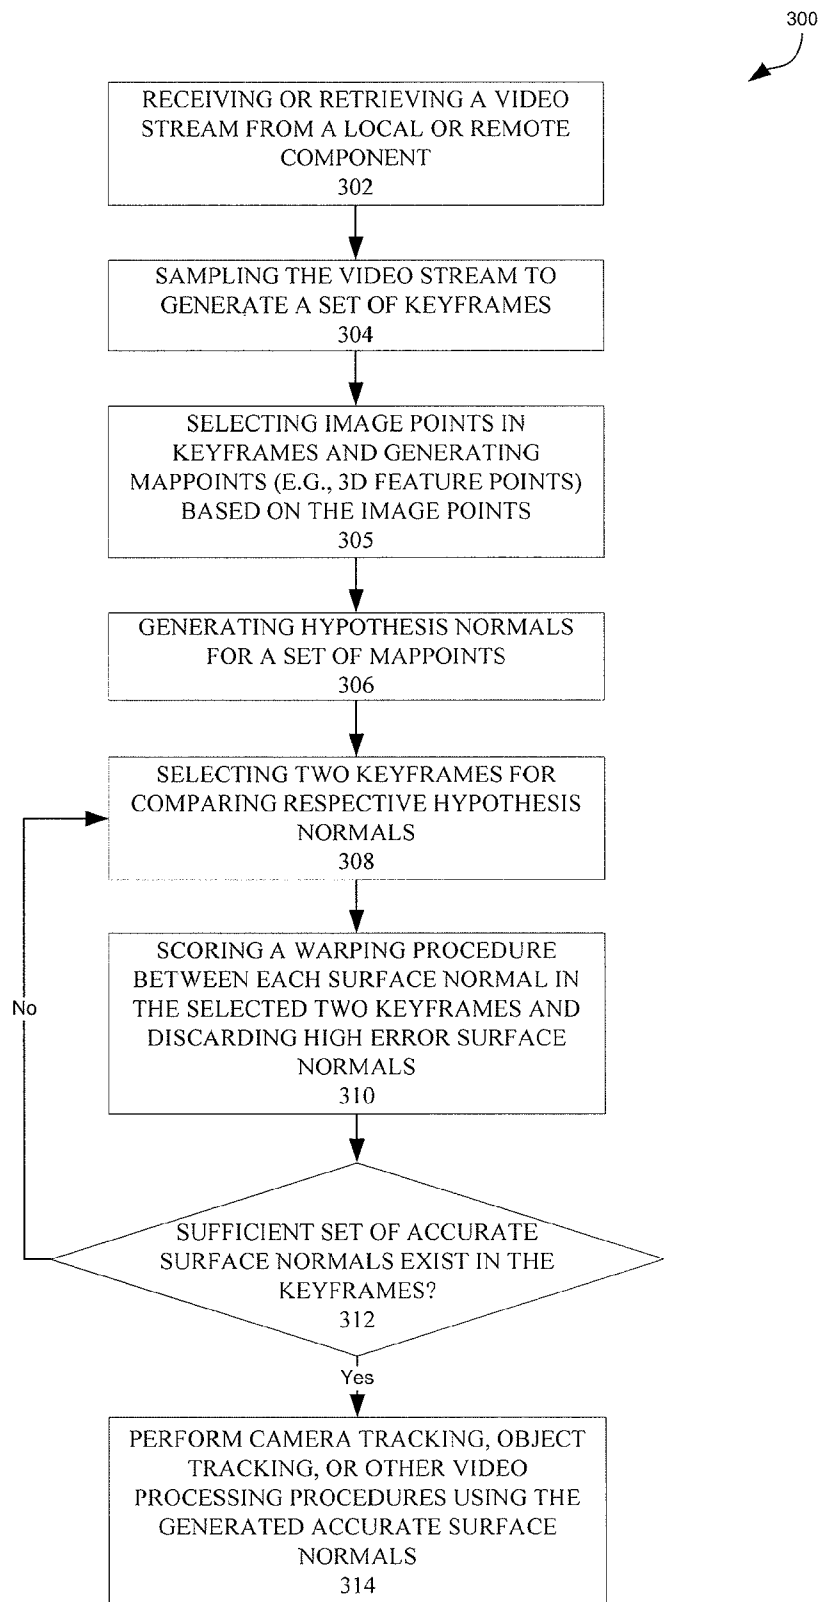 300
RECEIVING OR RETRIEVING A VIDEO
STREAM FROM A LOCAL OR REMOTE
COMPONENT
302
SAMPLING THE VIDEO STREAM TO
GENERATE A SET OF KEYFRAMES
304
SELECTING IMAGE POINTS IN
KEYFRAMES AND GENERATING
MAPPOINTS (E.G., 3D FEATURE POINTS)
BASED ON THE IMAGE POINTS
305
GENERATING HYPOTHESIS NORMALS
FOR A SET OF MAPPOINTS
306
SELECTING TWO KEYFRAMES FOR
COMPARING RESPECTIVE HYPOTHESIS
NORMALS
308
SCORING A WARPING PROCEDURE
BETWEEN EACH SURFACE NORMAL IN
THE SELECTED TWO KEYFRAMES AND
DISCARDING HIGH ERROR SURFACE
NORMALS
310
No
SUFFICIENT SET OF ACCURATE
SURFACE NORMALS EXIST IN THE
KEYFRAMES?
312
Yes
PERFORM CAMERA TRACKING, OBJECT
TRACKING, OR OTHER VIDEO
PROCESSING PROCEDURES USING THE
GENERATED ACCURATE SURFACE
NORMALS
314